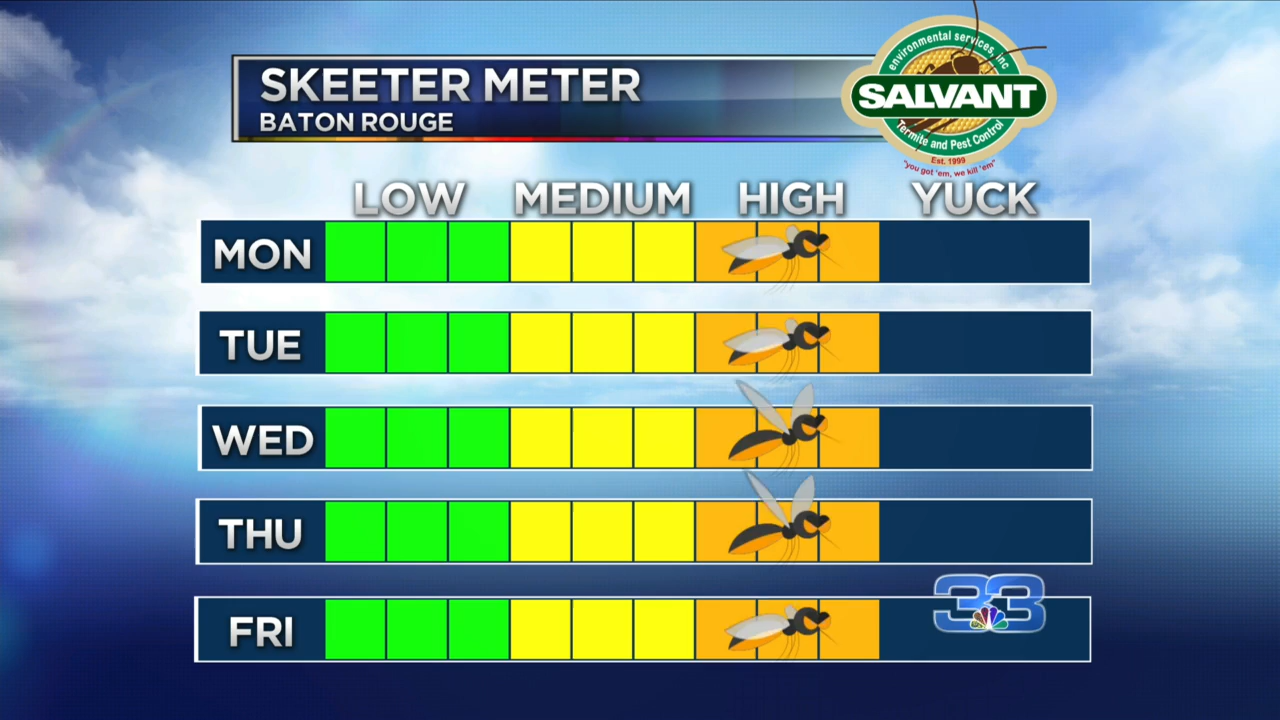 SKEETER METER
BATON ROUGE
environmental services, inc
SALVANT
Termite and Pest Control
Est. 1999
"you got 'em, we kill 'em"
LOW MEDIUM HIGH YUCK
MON
TUE
WED
THU
FRI
33